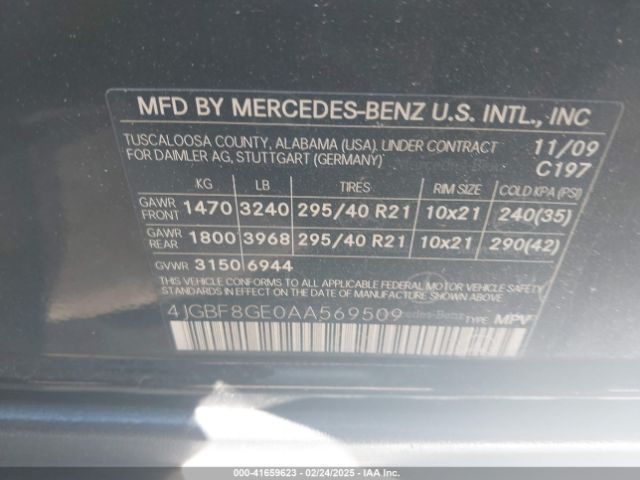 MFD BY MERCEDES-BENZ U.S. INTL., INC
TUSCALOOSA COUNTY, ALABAMA (USA). UNDER CONTRACT 11/09
FOR DAIMLER AG, STUTTGART (GERMANY) C197
KG LB TIRES RIM SIZE COLD KPA (PSI)
GAWR FRONT 1470 3240 295/40 R21 10x21 240(35)
GAWR REAR 1800 3968 295/40 R21 10x21 290(42)
GVWR 3150 6944
THIS VEHICLE CONFORMS TO ALL APPLICABLE FEDERAL MOTOR VEHICLE SAFETY
STANDARDS IN EFFECT ON THE DATE OF MANUFACTURE SHOWN ABOVE.
4JGBF8GE0AA569509 TYPE MPV
000-41659623 - 02/24/2025 - IAA Inc.